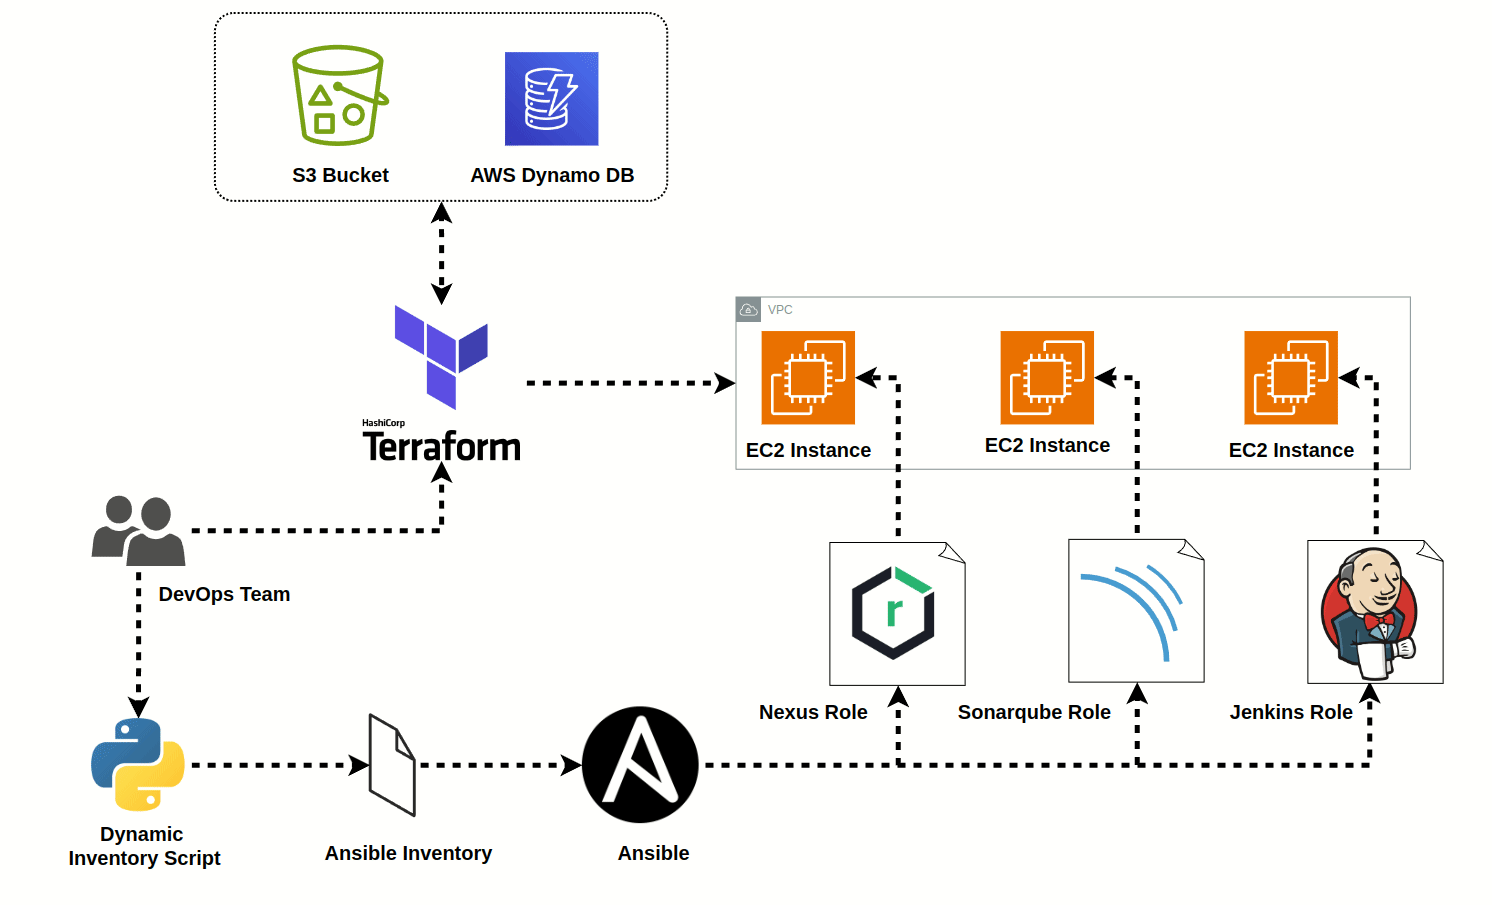 S3 Bucket
AWS Dynamo DB
VPC
EC2 Instance
EC2 Instance
EC2 Instance
HashiCorp
Terraform
DevOps Team
r
Nexus Role
Sonarqube Role
Jenkins Role
Dynamic
Inventory Script
Ansible Inventory
Ansible